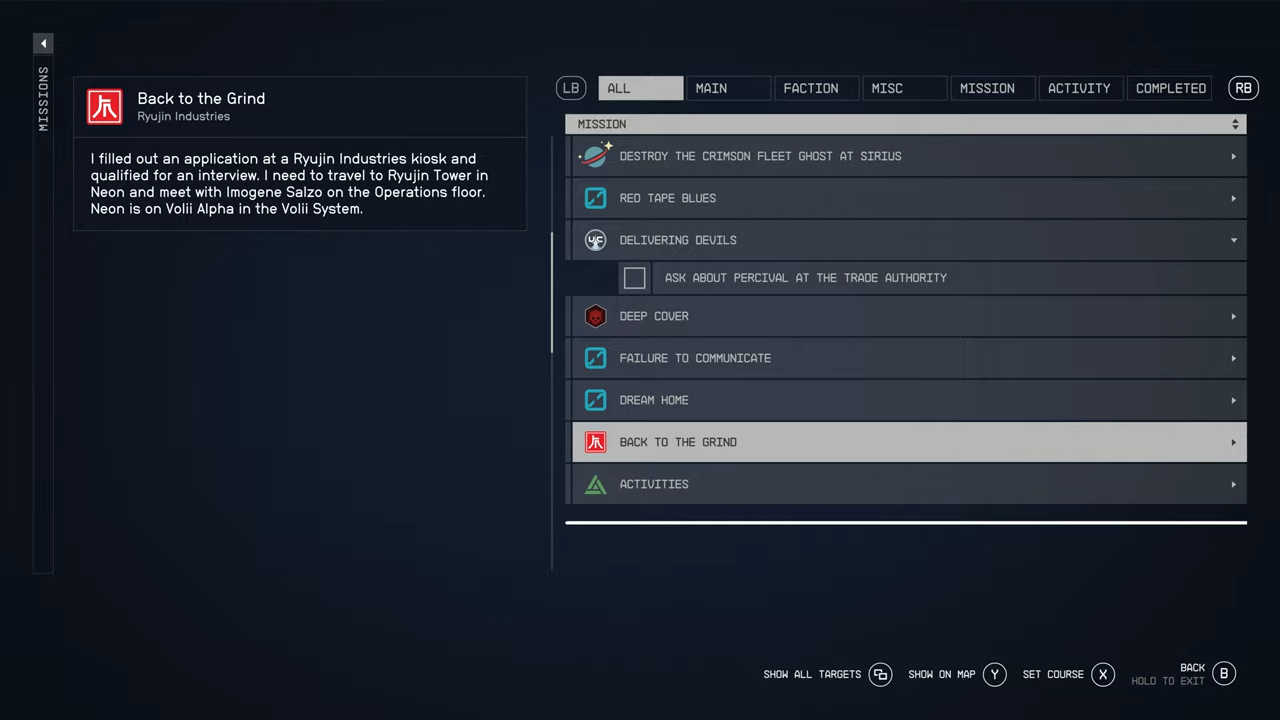 MISSIONS
Back to the Grind
Ryujin Industries
I filled out an application at a Ryujin Industries kiosk and
qualified for an interview. I need to travel to Ryujin Tower in
Neon and meet with Imogene Salzo on the Operations floor.
Neon is on Volii Alpha in the Volii System.
LB ALL MAIN FACTION MISC MISSION ACTIVITY COMPLETED RB
MISSION
DESTROY THE CRIMSON FLEET GHOST AT SIRIUS
RED TAPE BLUES
UC DELIVERING DEVILS
ASK ABOUT PERCIVAL AT THE TRADE AUTHORITY
DEEP COVER
FAILURE TO COMMUNICATE
DREAM HOME
BACK TO THE GRIND
ACTIVITIES
SHOW ALL TARGETS SHOW ON MAP Y SET COURSE X BACK B
HOLD TO EXIT